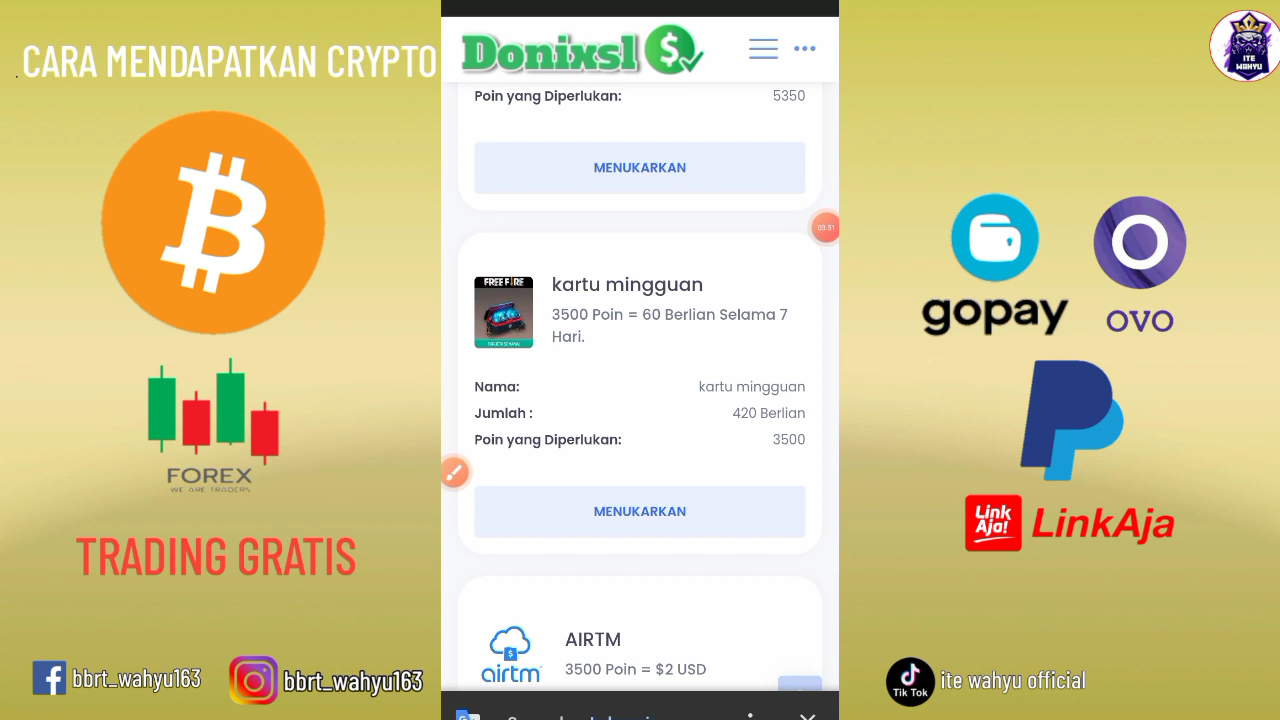 CARA MENDAPATKAN CRYPTO
FOREX
WE ARE TRADERS
TRADING GRATIS
bbrt_wahyu163
bbrt_wahyu163
Donixsl
Poin yang Diperlukan: 5350
MENUKARKAN
03:51
FREE FIRE
kartu mingguan
3500 Poin = 60 Berlian Selama 7
Hari.
Nama: kartu mingguan
Jumlah : 420 Berlian
Poin yang Diperlukan: 3500
MENUKARKAN
AIRTM
airtm
3500 Poin = $2 USD
ITE
WAHYU
gopay
OVO
Link
Aja!
LinkAja
Tik Tok
ite wahyu official